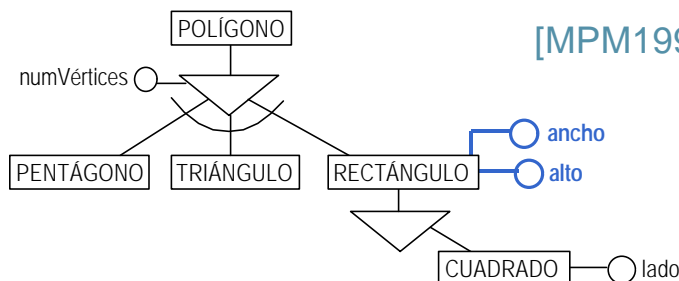 POLÍGONO
[MPM199
numVértices
ancho
PENTÁGONO TRIÁNGULO RECTÁNGULO alto
CUADRADO lado